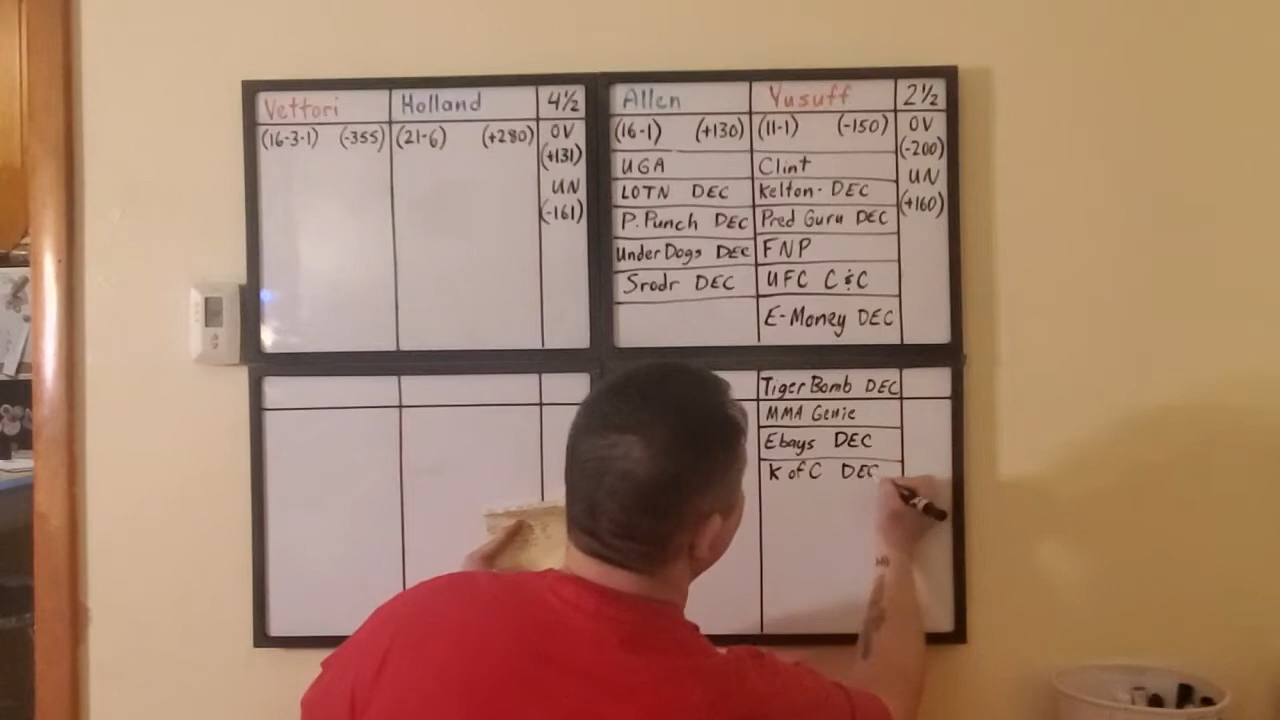 Vettori Holland 4½
(16-3-1) (-355) (21-6) (+280) OV
(+131)
UN
(-161)
Allen Yusuff 2½
(16-1) (+130) (11-1) (-150) OV
(-200)
UN
(+160)
UGA Clint
LOTN DEC Kelton- DEC
P. Punch DEC Pred Guru DEC
Under Dogs DEC FNP
Srodr DEC UFC C & C
E-Money DEC
Tiger Bomb DEC
MMA Genie
Ebays DEC
K of C DEC